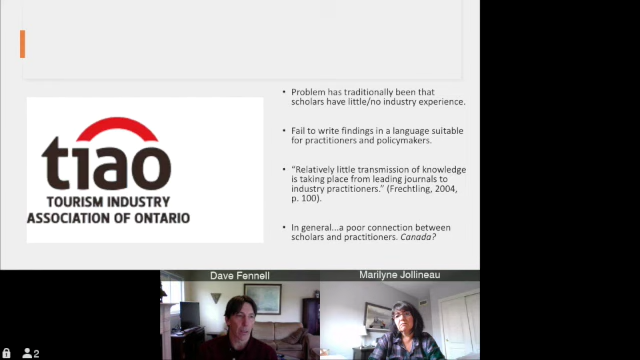 • Problem has traditionally been that
scholars have little/no industry experience.
• Fail to write findings in a language suitable
for practitioners and policymakers.
• "Relatively little transmission of knowledge
is taking place from leading journals to
industry practitioners." (Frechtling, 2004,
p. 100).
• In general...a poor connection between
scholars and practitioners. Canada?
tiao
TOURISM INDUSTRY
ASSOCIATION OF ONTARIO
Dave Fennell
Marilyne Jollineau
2